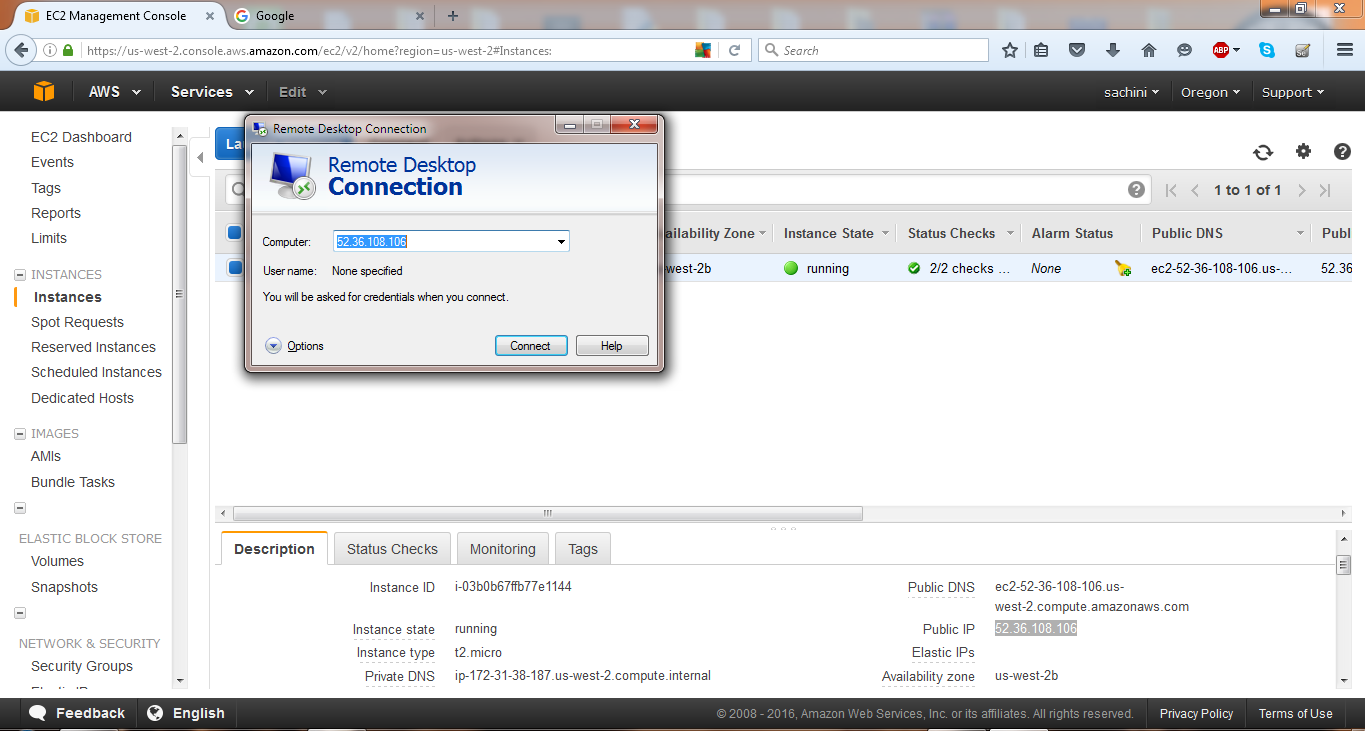 EC2 Management Console
Google
https://us-west-2.console.aws.amazon.com/ec2/v2/home?region=us-west-2#Instances:
Search
ABP
AWS
Services
Edit
sachini
Oregon
Support
EC2 Dashboard
Events
Tags
Reports
Limits
INSTANCES
Instances
Spot Requests
Reserved Instances
Scheduled Instances
Dedicated Hosts
IMAGES
AMIs
Bundle Tasks
ELASTIC BLOCK STORE
Volumes
Snapshots
NETWORK & SECURITY
Security Groups
Remote Desktop Connection
Remote Desktop
Connection
Computer: 52.36.108.106
User name: None specified
You will be asked for credentials when you connect.
Options
Connect
Help
1 to 1 of 1
ailability Zone
Instance State
Status Checks
Alarm Status
Public DNS
Publ
west-2b
running
2/2 checks ...
None
ec2-52-36-108-106.us-...
52.36
Description
Status Checks
Monitoring
Tags
Instance ID i-03b0b67ffb77e1144
Instance state running
Instance type t2.micro
Private DNS ip-172-31-38-187.us-west-2.compute.internal
Public DNS ec2-52-36-108-106.us-
west-2.compute.amazonaws.com
Public IP 52.36.108.106
Elastic IPs
Availability zone us-west-2b
Feedback
English
© 2008 - 2016, Amazon Web Services, Inc. or its affiliates. All rights reserved.
Privacy Policy
Terms of Use